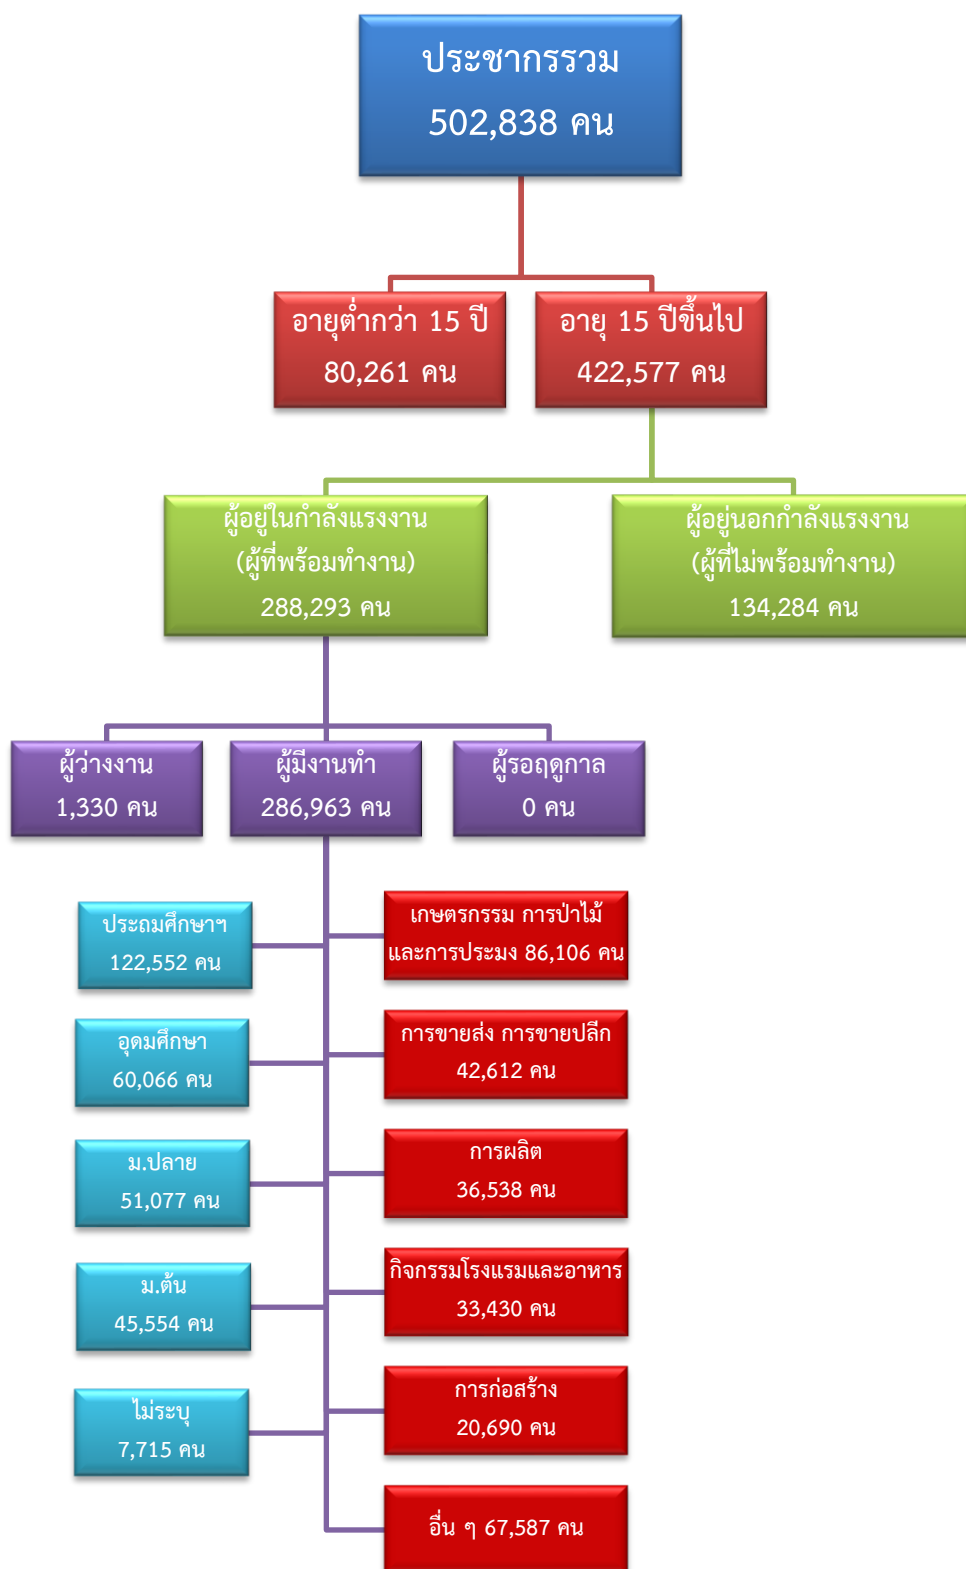 ประชากรรวม
502,838 คน
อายุต่ำกว่า 15 ปี
80,261 คน
อายุ 15 ปีขึ้นไป
422,577 คน
ผู้อยู่ในกำลังแรงงาน
(ผู้ที่พร้อมทำงาน)
288,293 คน
ผู้อยู่นอกกำลังแรงงาน
(ผู้ที่ไม่พร้อมทำงาน)
134,284 คน
ผู้ว่างงาน
1,330 คน
ผู้มีงานทำ
286,963 คน
ผู้รอฤดูกาล
0 คน
ประถมศึกษาฯ
122,552 คน
อุดมศึกษา
60,066 คน
ม.ปลาย
51,077 คน
ม.ต้น
45,554 คน
ไม่ระบุ
7,715 คน
เกษตรกรรม การป่าไม้
และการประมง 86,106 คน
การขายส่ง การขายปลีก
42,612 คน
การผลิต
36,538 คน
กิจกรรมโรงแรมและอาหาร
33,430 คน
การก่อสร้าง
20,690 คน
อื่น ๆ 67,587 คน